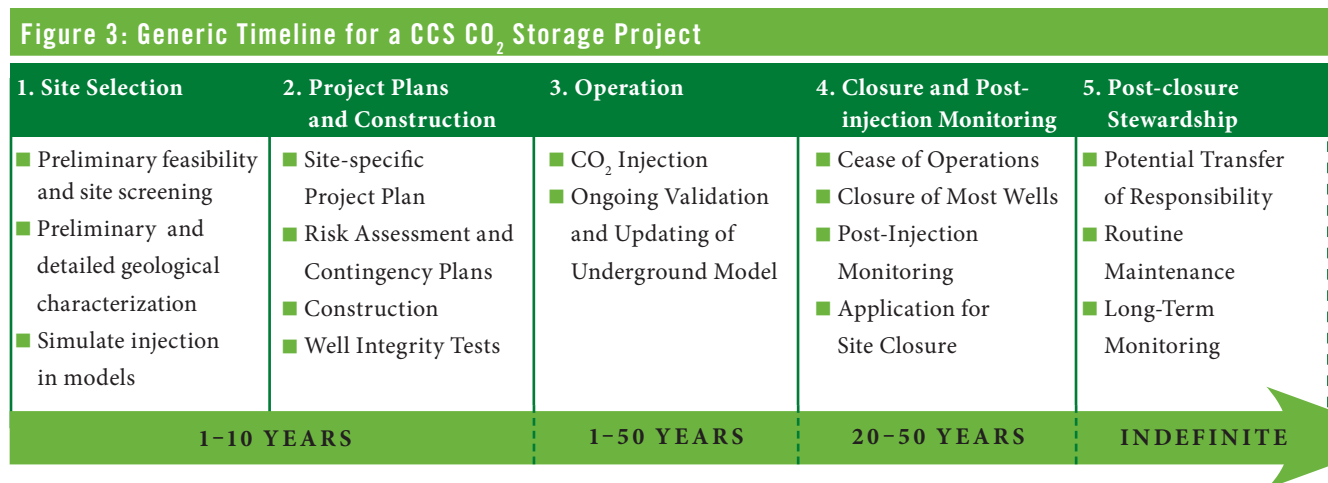 Figure 3: Generic Timeline for a CCS CO2 Storage Project
1. Site Selection
2. Project Plans
and Construction
3. Operation
4. Closure and Post-
injection Monitoring
5. Post-closure
Stewardship
■ Preliminary feasibility
and site screening
■ Preliminary and
detailed geological
characterization
■ Simulate injection
in models
■ Site-specific
Project Plan
■ Risk Assessment and
Contingency Plans
■ Construction
■ Well Integrity Tests
■ CO2 Injection
■ Ongoing Validation
and Updating of
Underground Model
■ Cease of Operations
■ Closure of Most Wells
■ Post-Injection
Monitoring
■ Application for
Site Closure
■ Potential Transfer
of Responsibility
■ Routine
Maintenance
■ Long-Term
Monitoring
1–10 YEARS
1–50 YEARS
20–50 YEARS
INDEFINITE